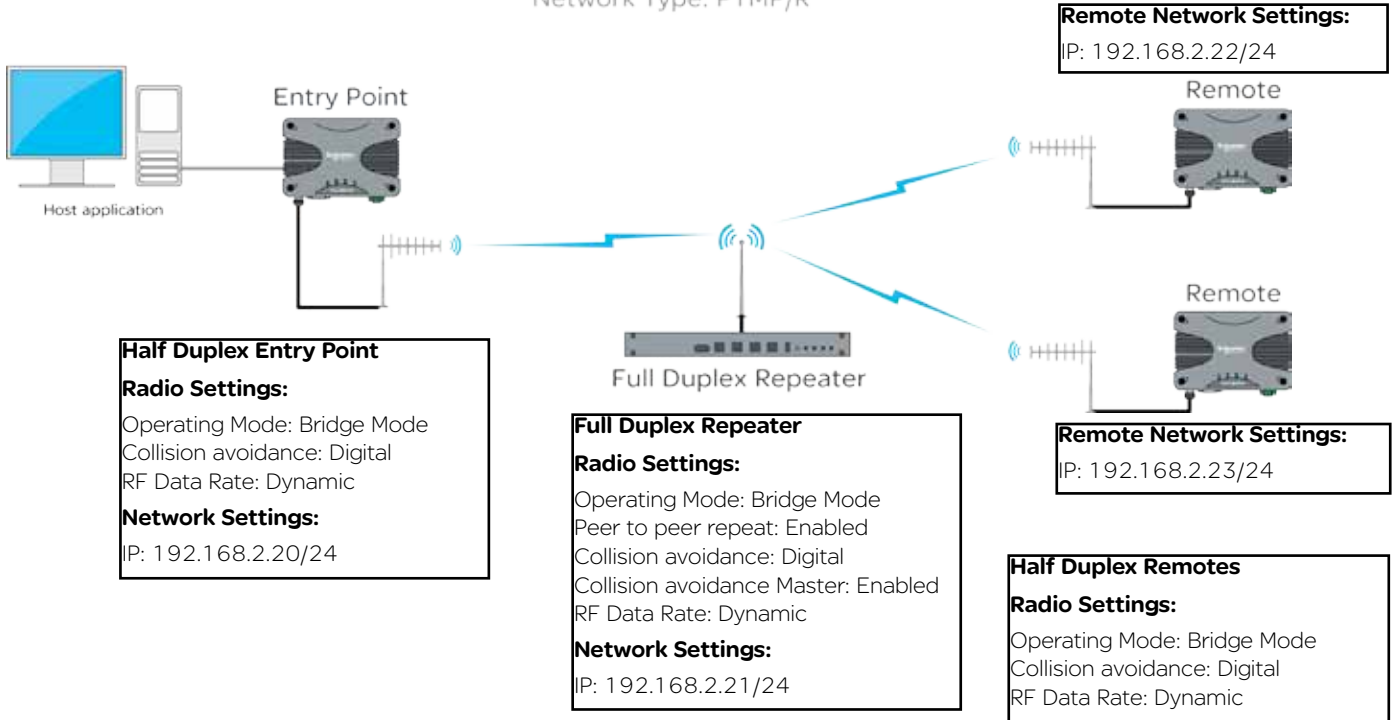 Network Type: PTMP/R
Remote Network Settings:
IP: 192.168.2.22/24
Remote
Entry Point
Host application
Half Duplex Entry Point
Radio Settings:
Operating Mode: Bridge Mode
Collision avoidance: Digital
RF Data Rate: Dynamic
Network Settings:
IP: 192.168.2.20/24
Full Duplex Repeater
Full Duplex Repeater
Radio Settings:
Operating Mode: Bridge Mode
Peer to peer repeat: Enabled
Collision avoidance: Digital
Collision avoidance Master: Enabled
RF Data Rate: Dynamic
Network Settings:
IP: 192.168.2.21/24
Remote
Remote Network Settings:
IP: 192.168.2.23/24
Half Duplex Remotes
Radio Settings:
Operating Mode: Bridge Mode
Collision avoidance: Digital
RF Data Rate: Dynamic